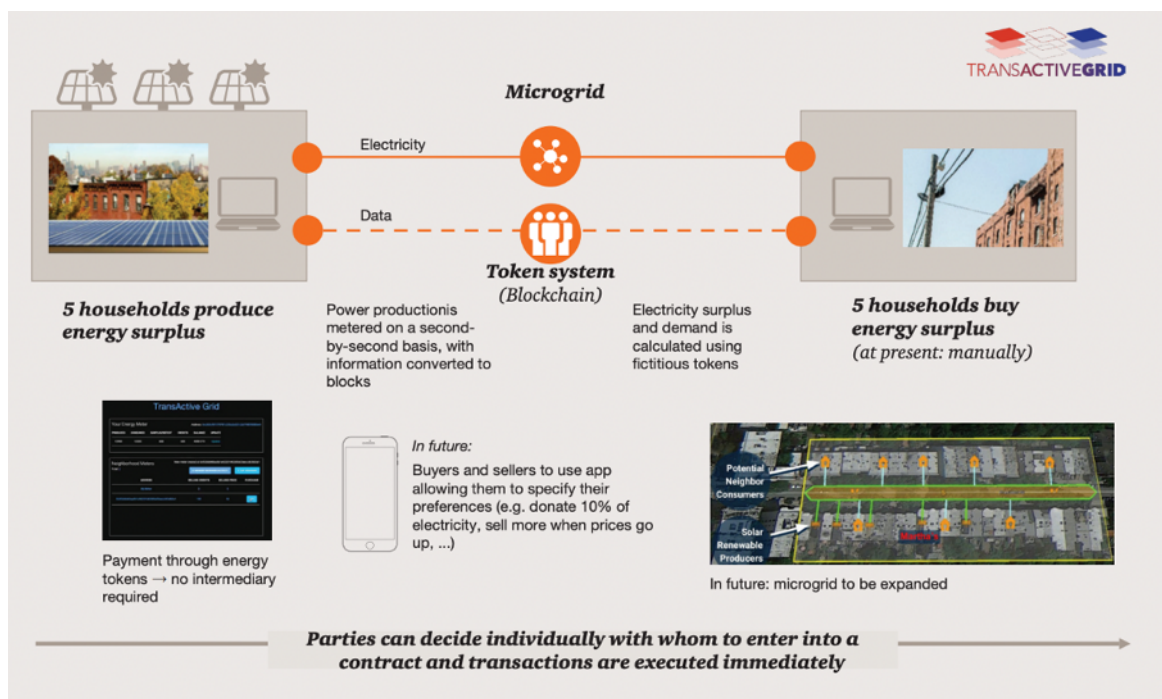 TRANSACTIVEGRID
Microgrid
Electricity
Data
Token system
(Blockchain)
5 households produce
energy surplus
Power productionis
metered on a second-
by-second basis, with
information converted to
blocks
Electricity surplus
and demand is
calculated using
fictitious tokens
5 households buy
energy surplus
(at present: manually)
TransActive Grid
Your Energy Meter
Neighborhood Meters
Payment through energy
tokens → no intermediary
required
In future:
Buyers and sellers to use app
allowing them to specify their
preferences (e.g. donate 10% of
electricity, sell more when prices go
up, ...)
Potential
Neighbor
Consumers
Solar
Renewable
Producers
In future: microgrid to be expanded
Parties can decide individually with whom to enter into a
contract and transactions are executed immediately